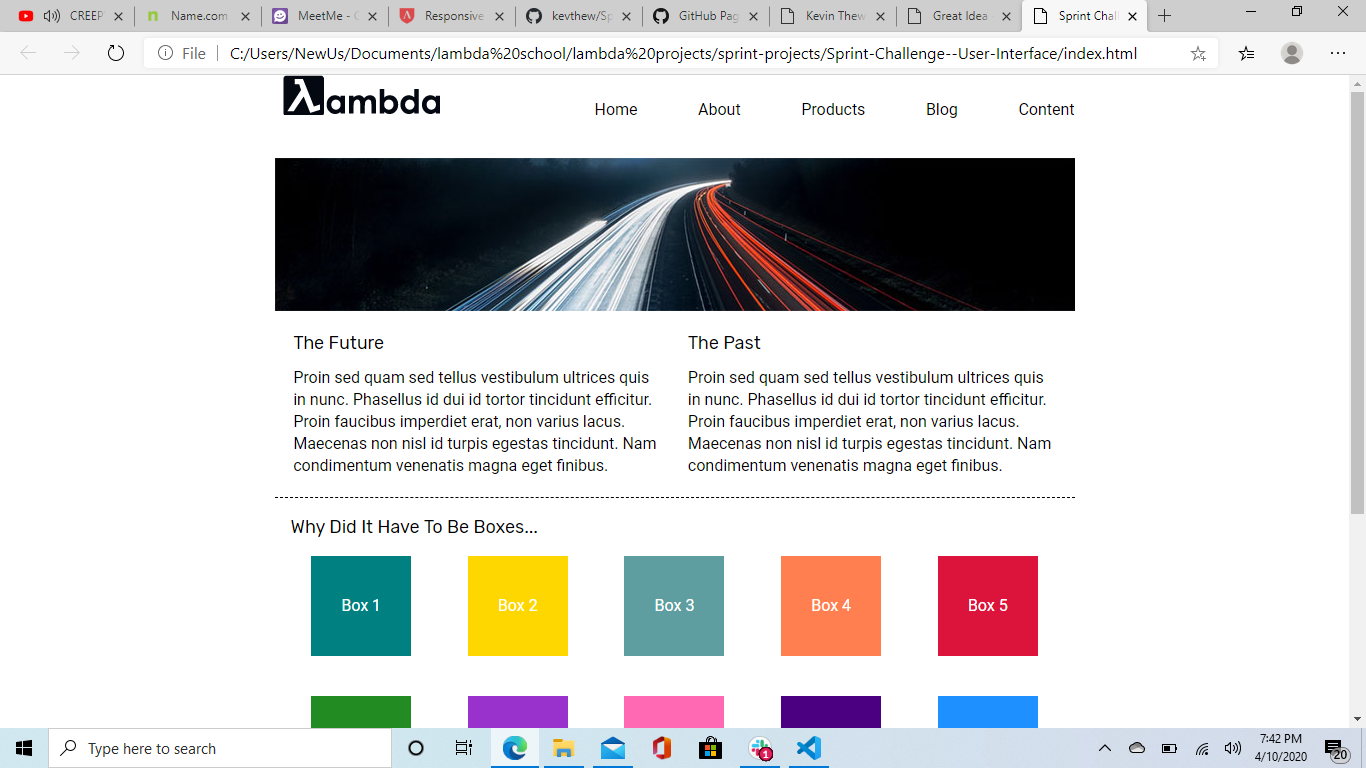 CREEP
Name.com
MeetMe - C
Responsive
kevthew/Sp
GitHub Pag
Kevin Thew
Great Idea
Sprint Chal
File
C:/Users/NewUs/Documents/lambda%20school/lambda%20projects/sprint-projects/Sprint-Challenge--User-Interface/index.html
λambda
Home About Products Blog Content
The Future
Proin sed quam sed tellus vestibulum ultrices quis
in nunc. Phasellus id dui id tortor tincidunt efficitur.
Proin faucibus imperdiet erat, non varius lacus.
Maecenas non nisl id turpis egestas tincidunt. Nam
condimentum venenatis magna eget finibus.
The Past
Proin sed quam sed tellus vestibulum ultrices quis
in nunc. Phasellus id dui id tortor tincidunt efficitur.
Proin faucibus imperdiet erat, non varius lacus.
Maecenas non nisl id turpis egestas tincidunt. Nam
condimentum venenatis magna eget finibus.
Why Did It Have To Be Boxes...
Box 1 Box 2 Box 3 Box 4 Box 5
Type here to search
1
7:42 PM
4/10/2020
20